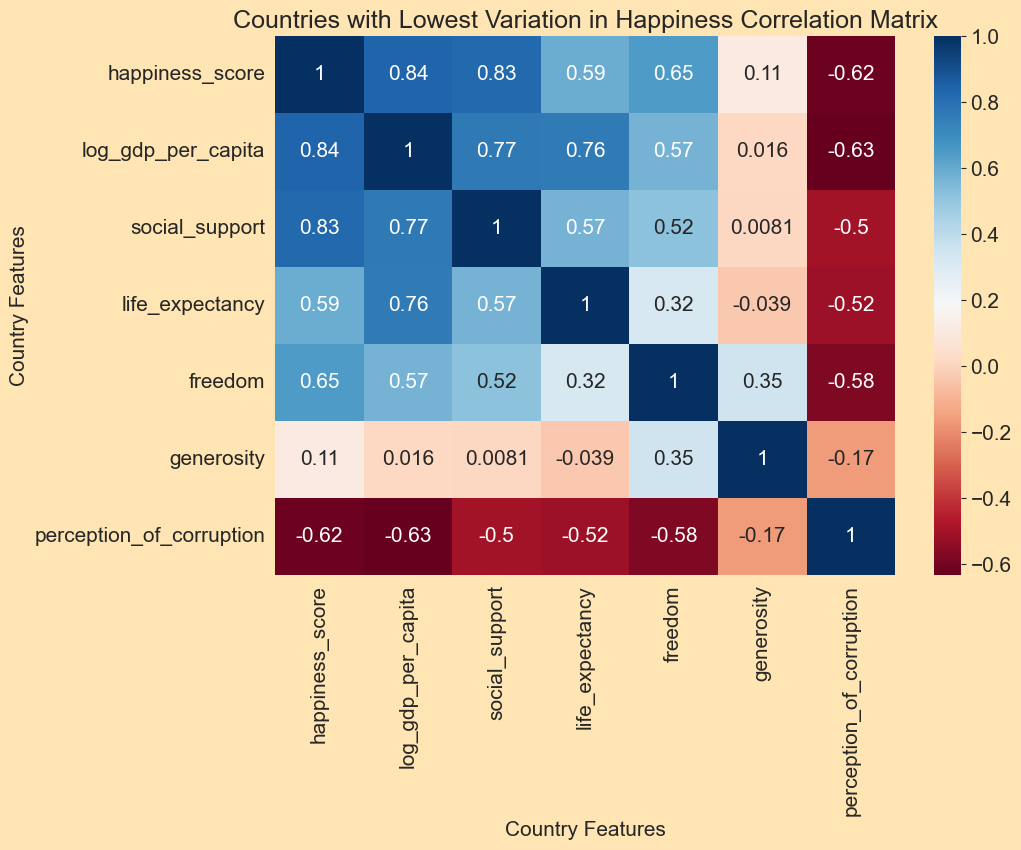 Countries with Lowest Variation in Happiness Correlation Matrix
happiness_score 1 0.84 0.83 0.59 0.65 0.11 -0.62
log_gdp_per_capita 0.84 1 0.77 0.76 0.57 0.016 -0.63
social_support 0.83 0.77 1 0.57 0.52 0.0081 -0.5
life_expectancy 0.59 0.76 0.57 1 0.32 -0.039 -0.52
freedom 0.65 0.57 0.52 0.32 1 0.35 -0.58
generosity 0.11 0.016 0.0081 -0.039 0.35 1 -0.17
perception_of_corruption -0.62 -0.63 -0.5 -0.52 -0.58 -0.17 1
Country Features
happiness_score
log_gdp_per_capita
social_support
life_expectancy
freedom
generosity
perception_of_corruption
Country Features
1.0
0.8
0.6
0.4
0.2
0.0
−0.2
−0.4
−0.6